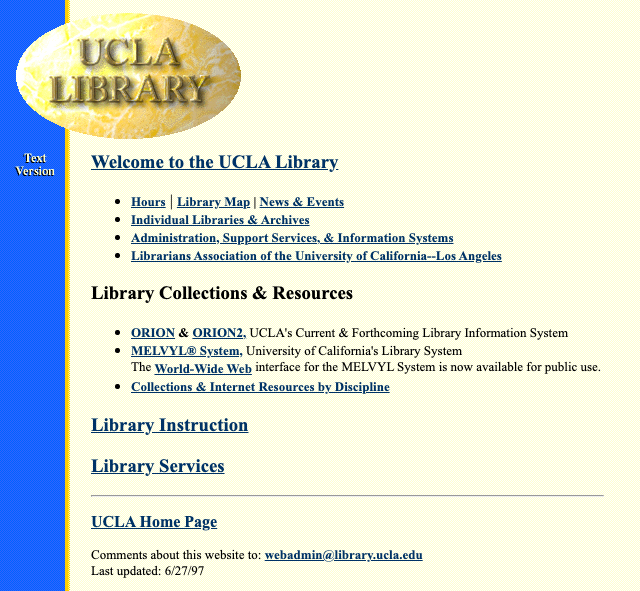 UCLA
LIBRARY
Text
Version
Welcome to the UCLA Library
Hours | Library Map | News & Events
Individual Libraries & Archives
Administration, Support Services, & Information Systems
Librarians Association of the University of California--Los Angeles
Library Collections & Resources
ORION & ORION2, UCLA's Current & Forthcoming Library Information System
MELVYL® System, University of California's Library System
The World-Wide Web interface for the MELVYL System is now available for public use.
Collections & Internet Resources by Discipline
Library Instruction
Library Services
UCLA Home Page
Comments about this website to: webadmin@library.ucla.edu
Last updated: 6/27/97